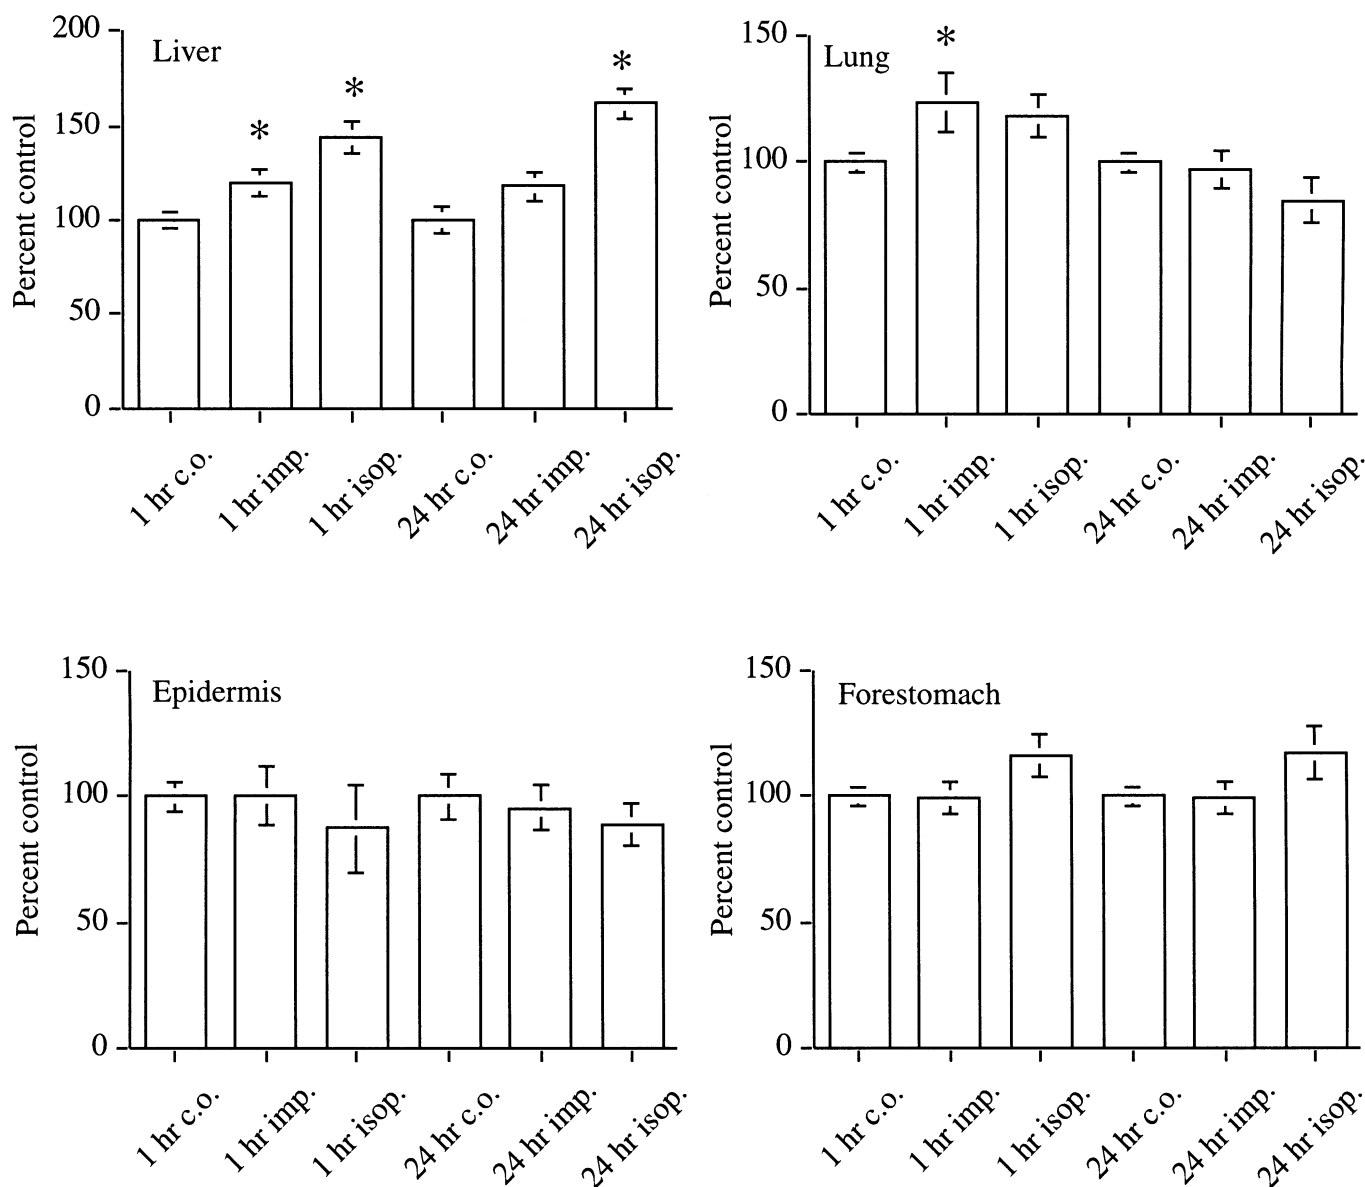 Liver
Percent control
200
150
100
50
0
1 hr c.o.
1 hr imp.
1 hr isop.
24 hr c.o.
24 hr imp.
24 hr isop.
*
*
*
Lung
Percent control
150
100
50
0
1 hr c.o.
1 hr imp.
1 hr isop.
24 hr c.o.
24 hr imp.
24 hr isop.
*
Epidermis
Percent control
150
100
50
0
1 hr c.o.
1 hr imp.
1 hr isop.
24 hr c.o.
24 hr imp.
24 hr isop.
Forestomach
Percent control
150
100
50
0
1 hr c.o.
1 hr imp.
1 hr isop.
24 hr c.o.
24 hr imp.
24 hr isop.